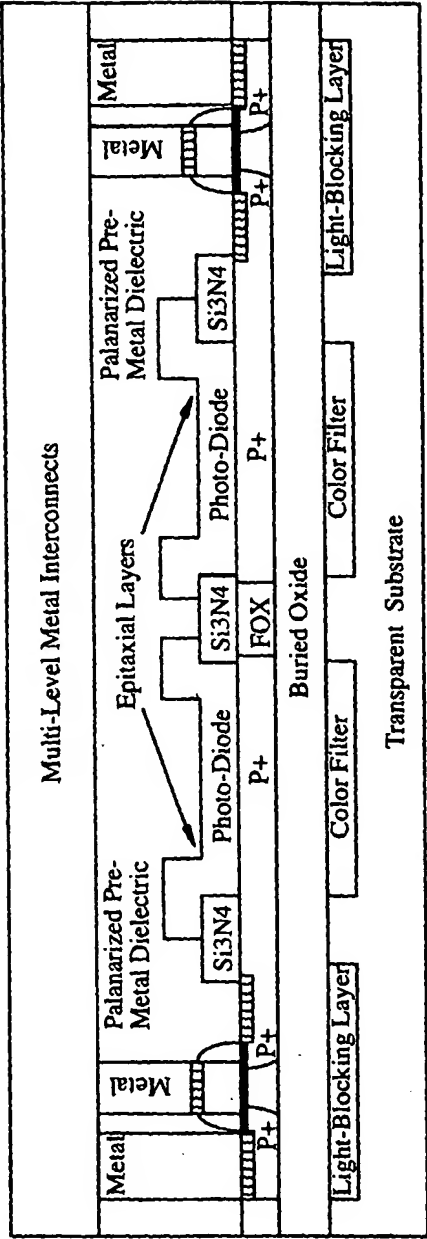 Multi-Level Metal Interconnects
Metal
Metal
Palanarized Pre-
Metal Dielectric
Epitaxial Layers
Palanarized Pre-
Metal Dielectric
Metal
Metal
Si3N4
Photo-Diode
Si3N4
Photo-Diode
Si3N4
P+
P+
P+
FOX
P+
P+
P+
Buried Oxide
Light-Blocking Layer
Color Filter
Color Filter
Light-Blocking Layer
Transparent Substrate